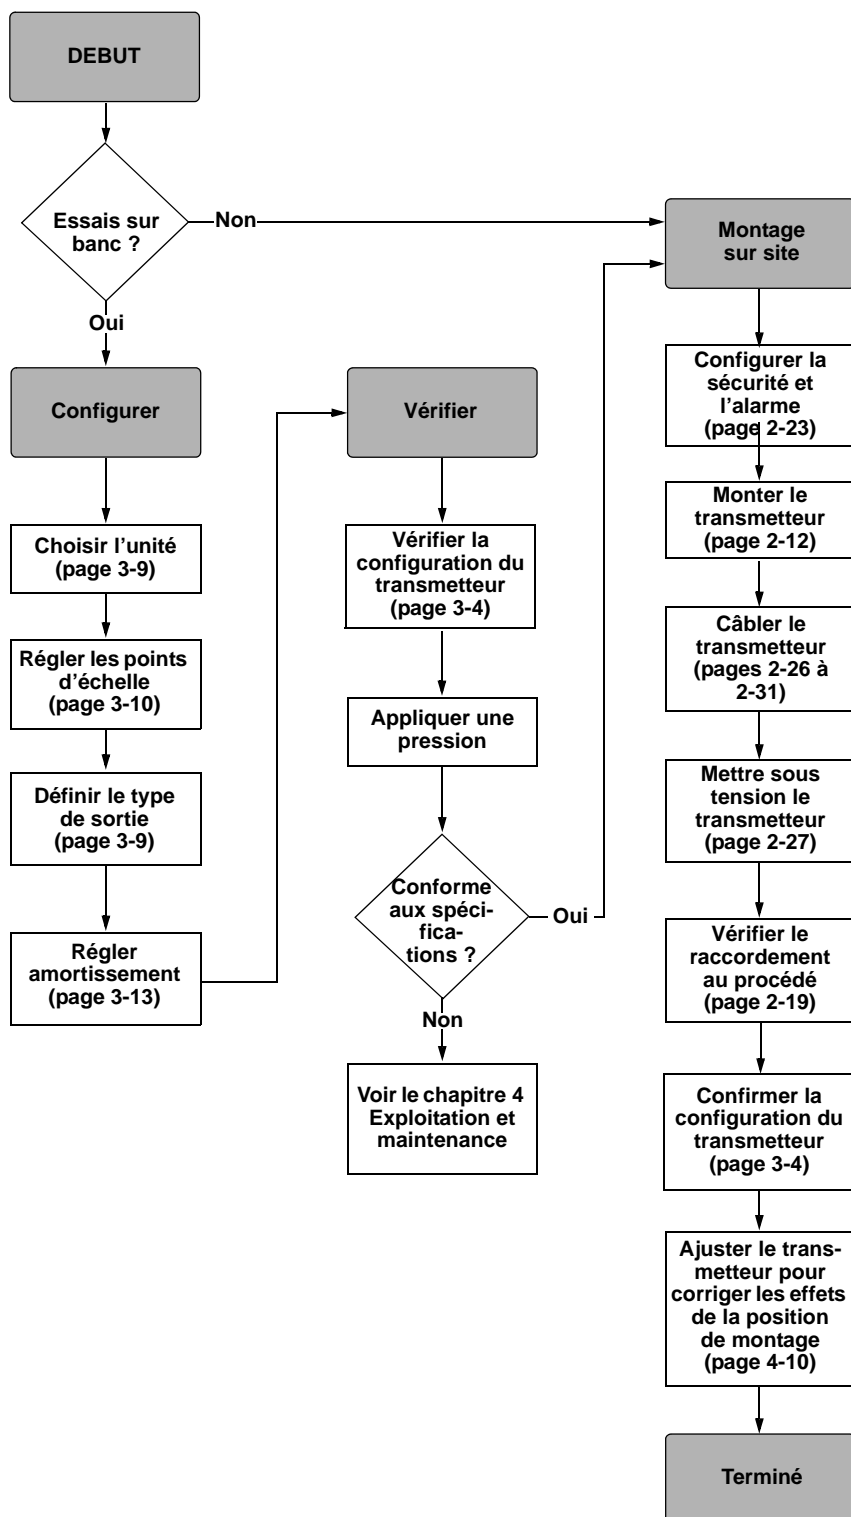 DEBUT
Essais sur
banc ?
Non
Oui
Configurer
Choisir l’unité
(page 3-9)
Régler les points
d’échelle
(page 3-10)
Définir le type
de sortie
(page 3-9)
Régler
amortissement
(page 3-13)
Vérifier
Vérifier la
configuration du
transmetteur
(page 3-4)
Appliquer une
pression
Conforme
aux spéci-
fica-
tions ?
Oui
Non
Voir le chapitre 4
Exploitation et
maintenance
Montage
sur site
Configurer la
sécurité et
l’alarme
(page 2-23)
Monter le
transmetteur
(page 2-12)
Câbler le
transmetteur
(pages 2-26 à
2-31)
Mettre sous
tension le
transmetteur
(page 2-27)
Vérifier le
raccordement
au procédé
(page 2-19)
Confirmer la
configuration du
transmetteur
(page 3-4)
Ajuster le trans-
metteur pour
corriger les effets
de la position
de montage
(page 4-10)
Terminé